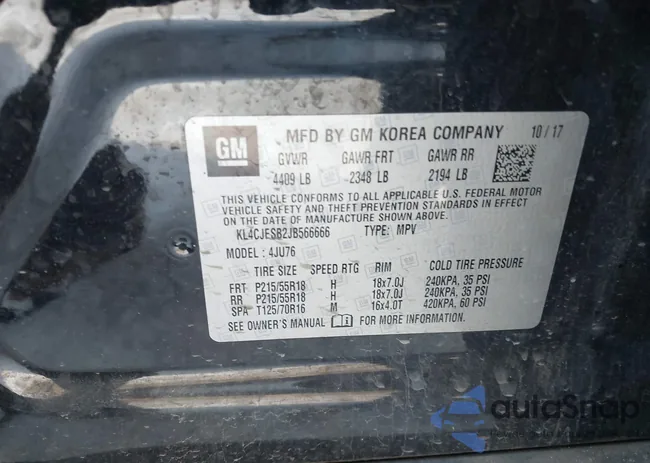 GM
MFD BY GM KOREA COMPANY 10/17
GVWR GAWR FRT GAWR RR
4409 LB 2348 LB 2194 LB
THIS VEHICLE CONFORMS TO ALL APPLICABLE U.S. FEDERAL MOTOR
VEHICLE SAFETY AND THEFT PREVENTION STANDARDS IN EFFECT
ON THE DATE OF MANUFACTURE SHOWN ABOVE.
KL4CJESB2JB566666 TYPE: MPV
MODEL: 4JU76
TIRE SIZE SPEED RTG RIM COLD TIRE PRESSURE
FRT P215/55R18 H 18x7.0J 240KPA, 35 PSI
RR P215/55R18 H 18x7.0J 240KPA, 35 PSI
SPA T125/70R16 M 16x4.0T 420KPA, 60 PSI
SEE OWNER'S MANUAL FOR MORE INFORMATION.
autoSnap